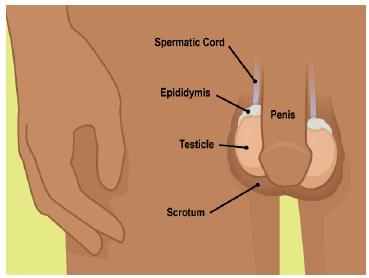 Spermatic Cord
Epididymis
Penis
Testicle
Scrotum